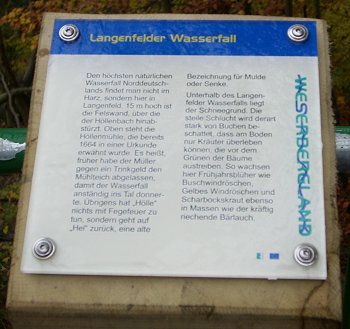 Langenfelder Wasserfall
Den höchsten natürlichen
Wasserfall Norddeutsch-
lands findet man nicht im
Harz, sondern hier in
Langenfeld. 15 m hoch ist
die Felswand, über die
der Höllenbach hinab-
stürzt. Oben steht die
Höllenmühle, die bereits
1664 in einer Urkunde
erwähnt wurde. Es heißt,
früher habe der Müller
gegen ein Trinkgeld den
Mühlteich abgelassen,
damit der Wasserfall
anständig ins Tal donner-
te. Übrigens hat „Hölle"
nichts mit Fegefeuer zu
tun, sondern geht auf
„Hel" zurück, eine alte
Bezeichnung für Mulde
oder Senke.
Unterhalb des Langen-
felder Wasserfalls liegt
der Schneegrund. Die
steile Schlucht wird derart
stark von Buchen be-
schattet, dass am Boden
nur Kräuter überleben
können, die vor dem
Grünen der Bäume
austreiben. So wachsen
hier Frühjahrsblüher wie
Buschwindröschen,
Gelbes Windröschen und
Scharbockskraut ebenso
in Massen wie der kräftig
riechende Bärlauch.
WESERBERGLAND